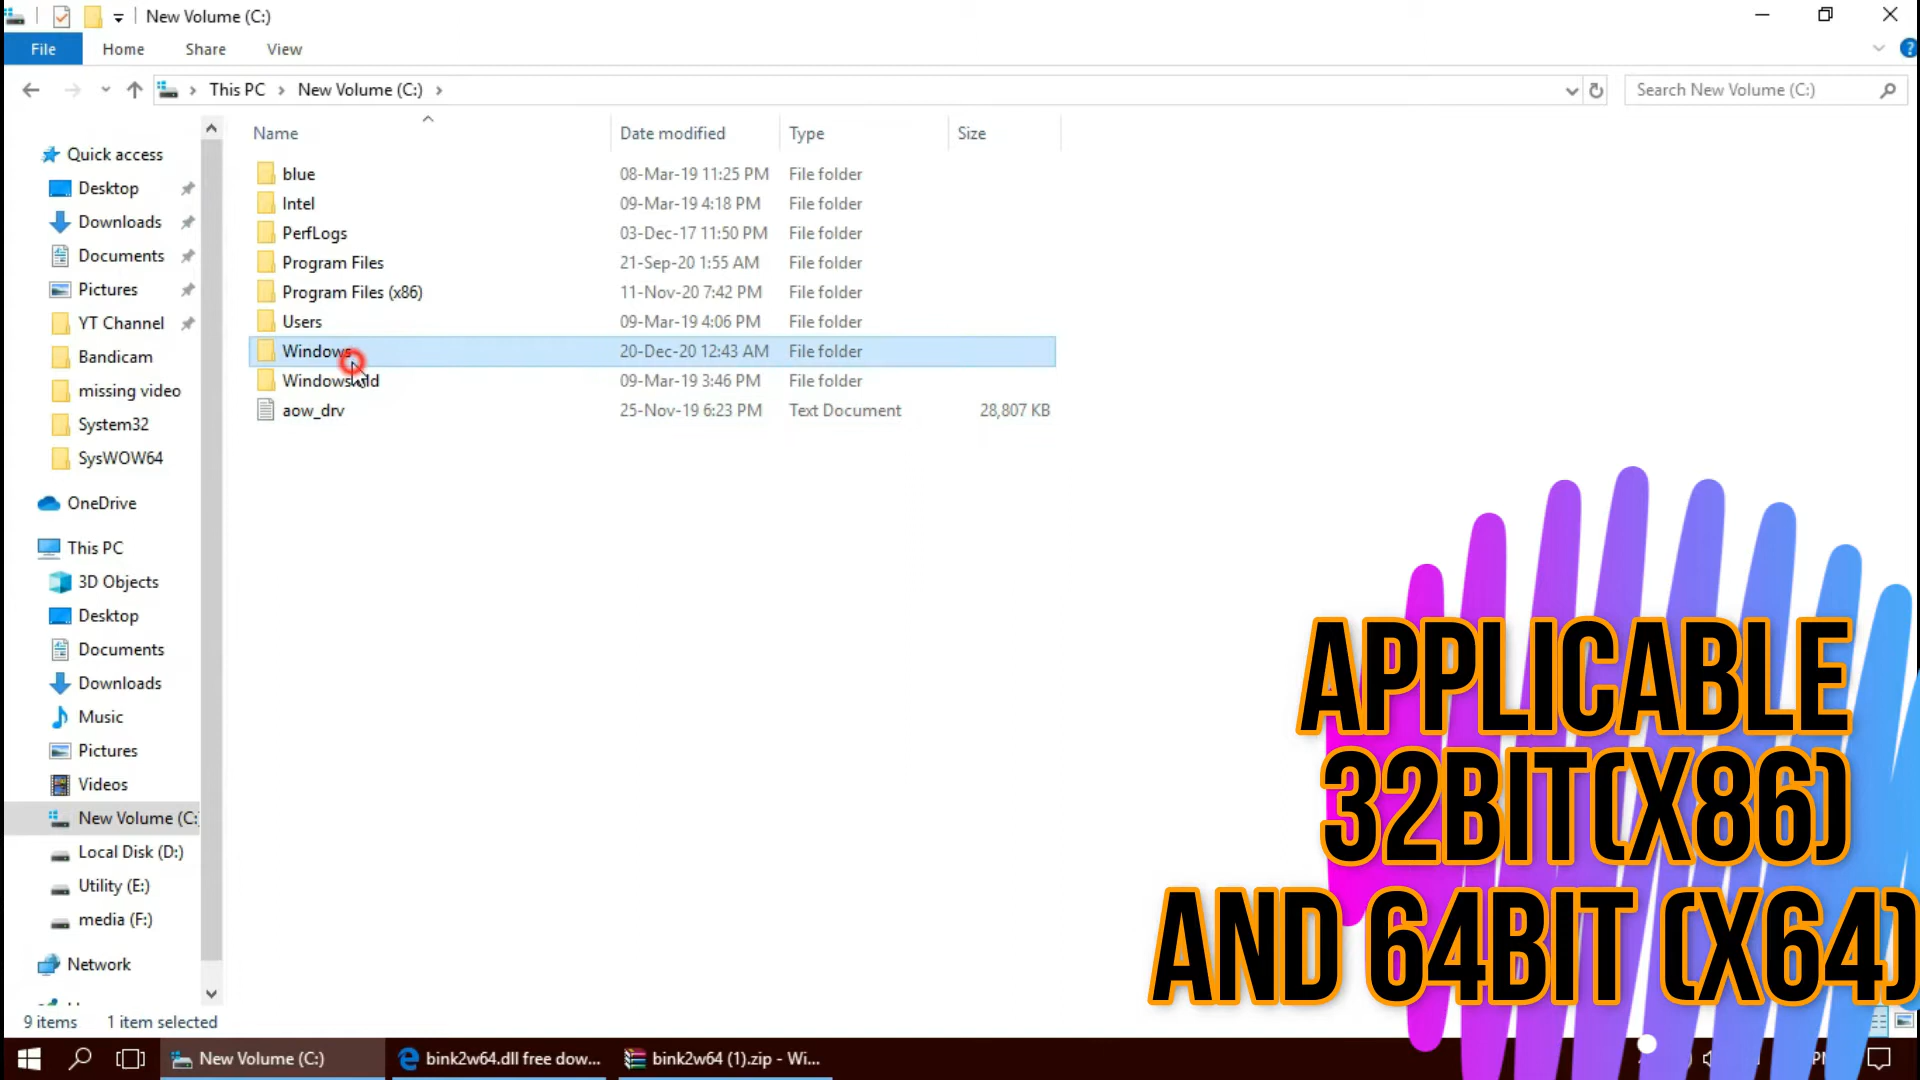 New Volume (C:)
File Home Share View
This PC New Volume (C:)
Search New Volume (C:)
Name Date modified Type Size
blue 08-Mar-19 11:25 PM File folder
Intel 09-Mar-19 4:18 PM File folder
PerfLogs 03-Dec-17 11:50 PM File folder
Program Files 21-Sep-20 1:55 AM File folder
Program Files (x86) 11-Nov-20 7:42 PM File folder
Users 09-Mar-19 4:06 PM File folder
Windows 20-Dec-20 12:43 AM File folder
09-Mar-19 3:46 PM File folder
aow_drv 25-Nov-19 6:23 PM Text Document 28,807 KB
Quick access
Desktop
Downloads
Documents
Pictures
YT Channel
Bandicam
missing video
System32
SysWOW64
OneDrive
This PC
3D Objects
Desktop
Documents
Downloads
Music
Pictures
Videos
New Volume (C:
Local Disk (D:)
Utility (E:)
media (F:)
Network
APPLICABLE
32BIT(X86)
AND 64BIT (X64)
9 items 1 item selected
New Volume (C:) bink2w64.dll free dow... bink2w64 (1).zip - Wi...